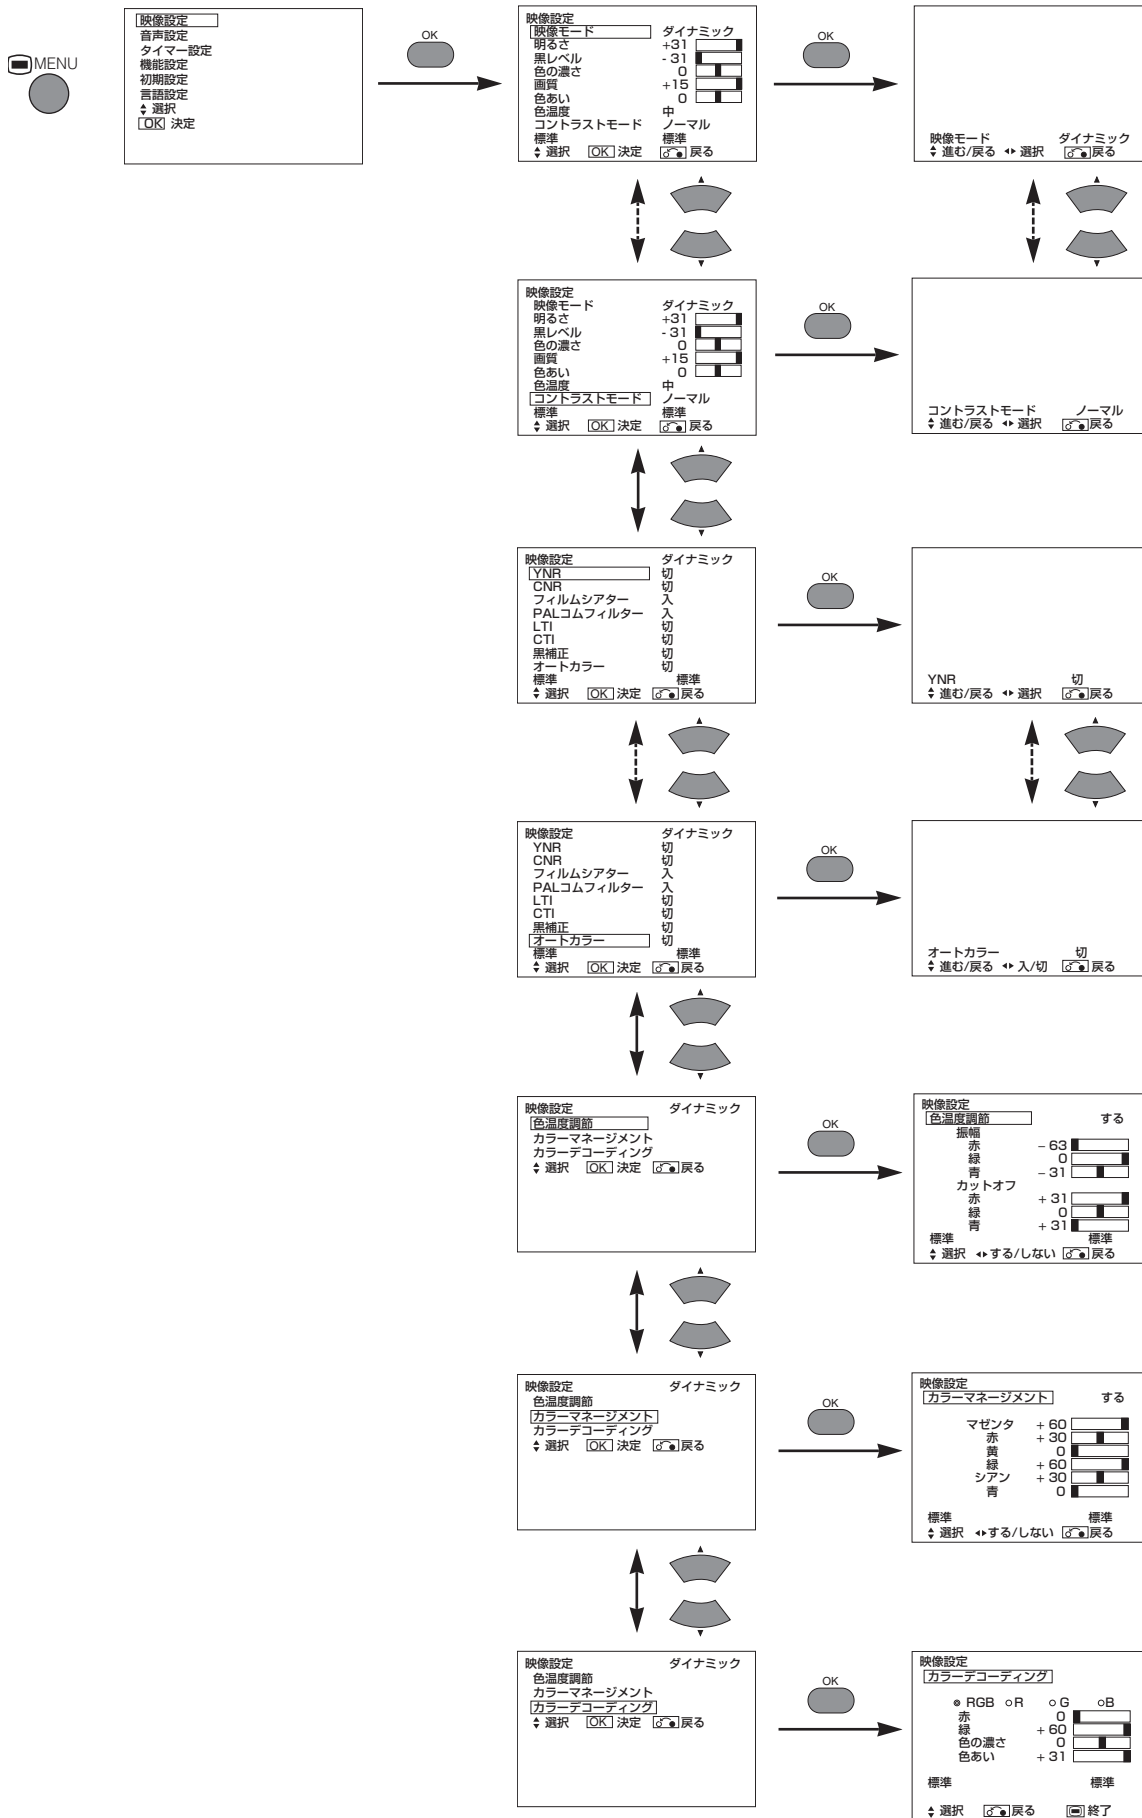 MENU
映像設定
音声設定
タイマー設定
機能設定
初期設定
言語設定
選択
OK 決定
OK
映像設定
映像モード ダイナミック
明るさ +31
黒レベル - 31
色の濃さ 0
画質 +15
色あい 0
色温度 中
コントラストモード ノーマル
標準 標準
選択 OK 決定 戻る
OK
映像モード ダイナミック
進む/戻る 選択 戻る
映像設定
映像モード ダイナミック
明るさ +31
黒レベル - 31
色の濃さ 0
画質 +15
色あい 0
色温度 中
コントラストモード ノーマル
標準 標準
選択 OK 決定 戻る
OK
コントラストモード ノーマル
進む/戻る 選択 戻る
映像設定 ダイナミック
YNR 切
CNR 切
フィルムシアター 入
PALコムフィルター 入
LTI 切
CTI 切
黒補正 切
オートカラー 切
標準 標準
選択 OK 決定 戻る
OK
YNR 切
進む/戻る 選択 戻る
映像設定 ダイナミック
YNR 切
CNR 切
フィルムシアター 入
PALコムフィルター 入
LTI 切
CTI 切
黒補正 切
オートカラー 切
標準 標準
選択 OK 決定 戻る
OK
オートカラー 切
進む/戻る 入/切 戻る
映像設定 ダイナミック
色温度調節
カラーマネージメント
カラーデコーディング
選択 OK 決定 戻る
OK
映像設定
色温度調節 する
振幅
赤 – 63
緑 0
青 – 31
カットオフ
赤 + 31
緑 0
青 + 31
標準 標準
選択 する/しない 戻る
映像設定 ダイナミック
色温度調節
カラーマネージメント
カラーデコーディング
選択 OK 決定 戻る
OK
映像設定
カラーマネージメント する
マゼンタ + 60
赤 + 30
黄 0
緑 + 60
シアン + 30
青 0
標準 標準
選択 する/しない 戻る
映像設定 ダイナミック
色温度調節
カラーマネージメント
カラーデコーディング
選択 OK 決定 戻る
OK
映像設定
カラーデコーディング
RGB R G B
赤 0
緑 + 60
色の濃さ 0
色あい + 31
標準 標準
選択 戻る 終了